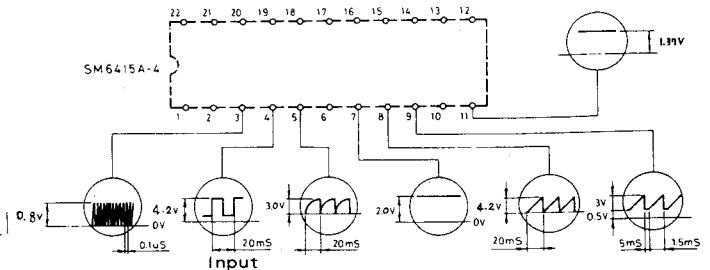 22 21 20 19 18 17 16 15 14 13 12
SM6415A-4
1 2 3 4 5 6 7 8 9 10 11
1.39V
0.8V 0V 0.1uS
4.2V 20mS
Input
3.0V 20mS
2.0V 0V
4.2V 20mS
3V 0.5V 5mS 1.5mS